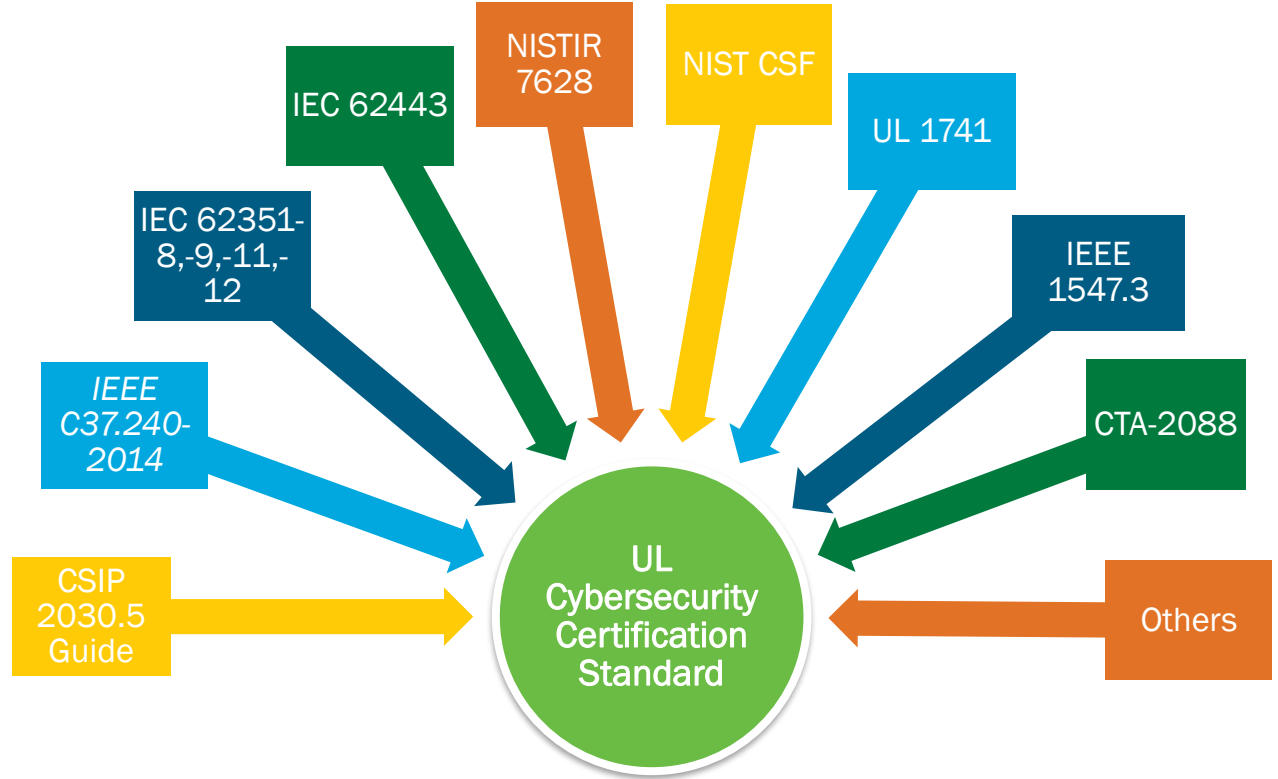 NISTIR
7628
NIST CSF
IEC 62443
UL 1741
IEC 62351-
8,-9,-11,-
12
IEEE
1547.3
IEEE
C37.240-
2014
CTA-2088
CSIP
2030.5
Guide
UL
Cybersecurity
Certification
Standard
Others